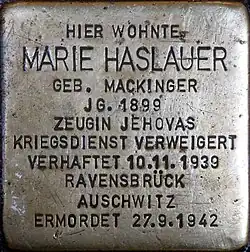 HIER WOHNTE
MARIE HASLAUER
GEB. MACKINGER
JG. 1899
ZEUGIN JEHOVAS
KRIEGSDIENST VERWEIGERT
VERHAFTET 10.11.1939
RAVENSBRÜCK
AUSCHWITZ
ERMORDET 27.9.1942